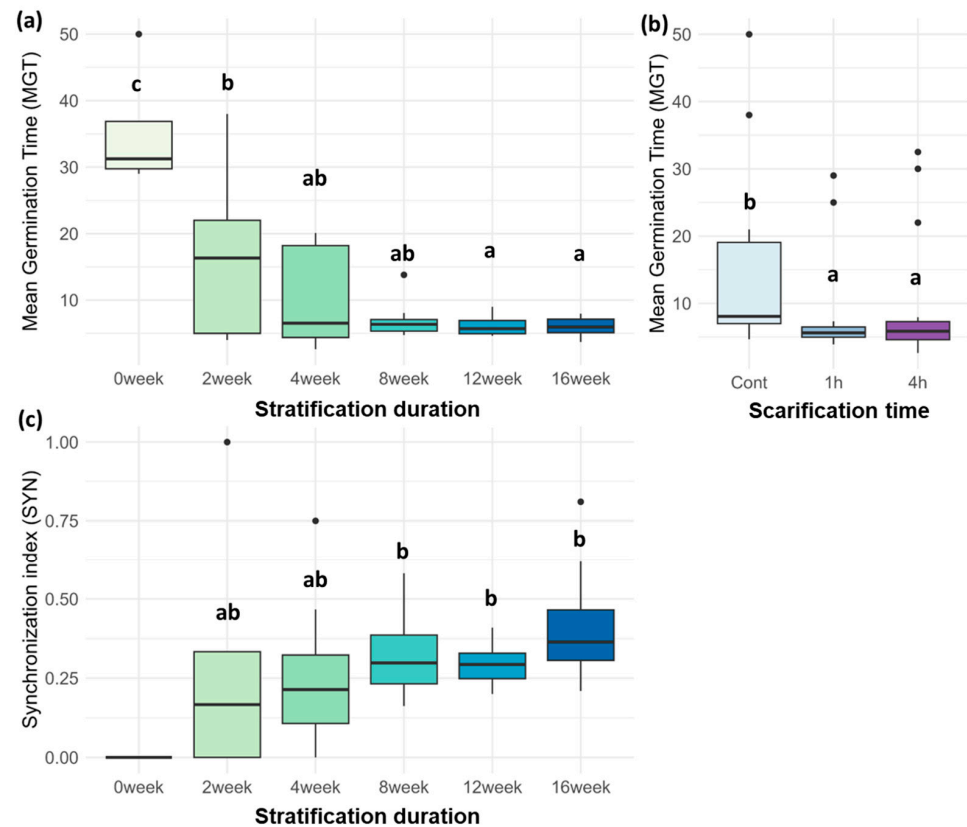 (a)
Mean Germination Time (MGT)
50
40
30
20
10
c
b
ab
ab
a
a
0week 2week 4week 8week 12week 16week
Stratification duration
(b)
Mean Germination Time (MGT)
50
40
30
20
10
b
a
a
Cont 1h 4h
Scarification time
(c)
Synchronization index (SYN)
1.00
0.75
0.50
0.25
0.00
ab
ab
b
b
b
0week 2week 4week 8week 12week 16week
Stratification duration